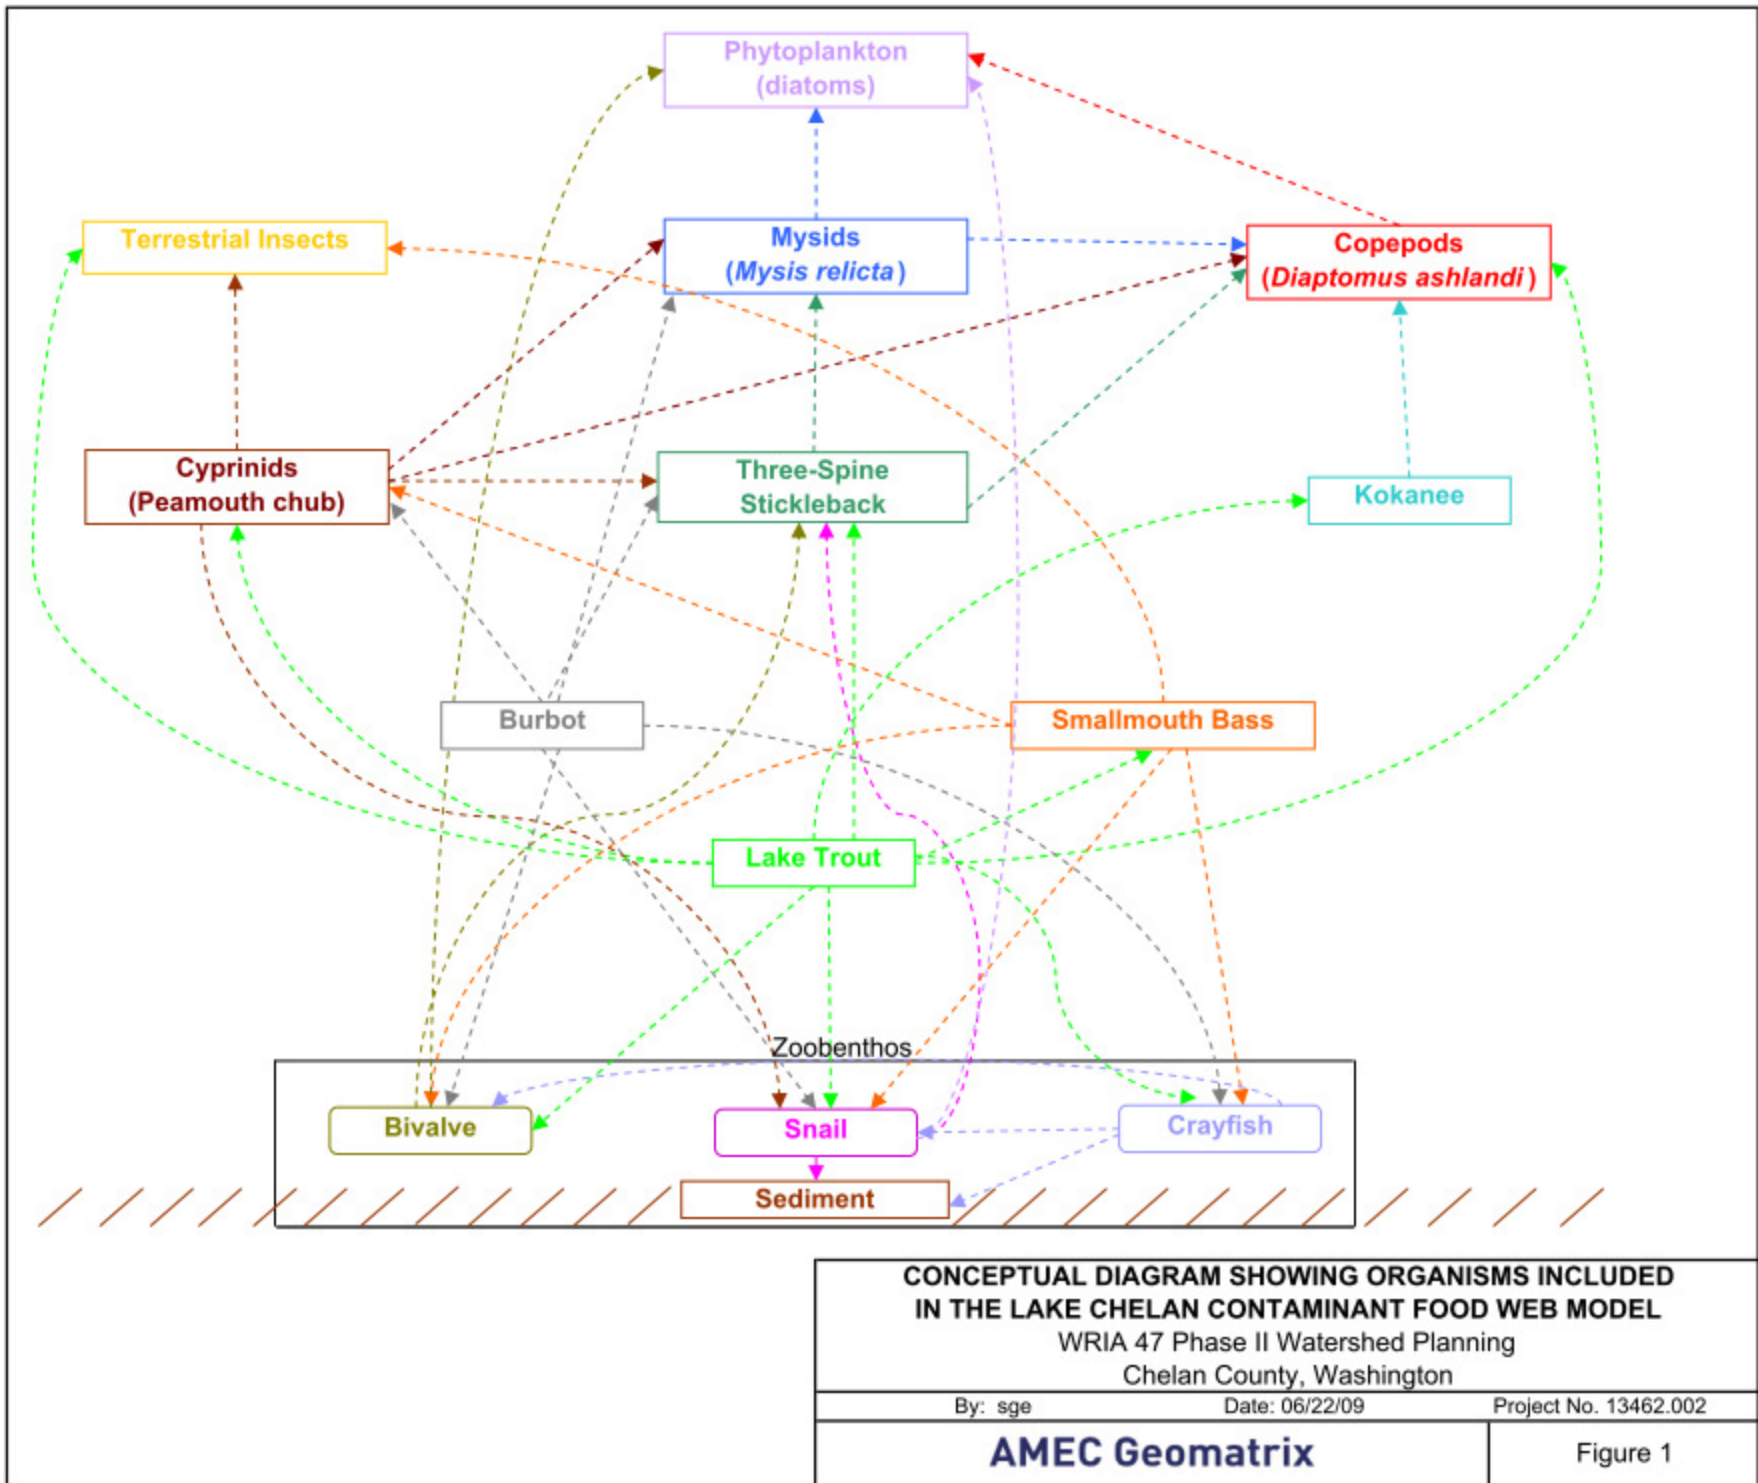 Phytoplankton
(diatoms)
Terrestrial Insects
Mysids
(Mysis relicta)
Copepods
(Diaptomus ashlandi)
Cyprinids
(Peamouth chub)
Three-Spine
Stickleback
Kokanee
Burbot
Smallmouth Bass
Lake Trout
Zoobenthos
Bivalve
Snail
Crayfish
Sediment
CONCEPTUAL DIAGRAM SHOWING ORGANISMS INCLUDED
IN THE LAKE CHELAN CONTAMINANT FOOD WEB MODEL
WRIA 47 Phase II Watershed Planning
Chelan County, Washington
By: sge Date: 06/22/09 Project No. 13462.002
AMEC Geomatrix
Figure 1